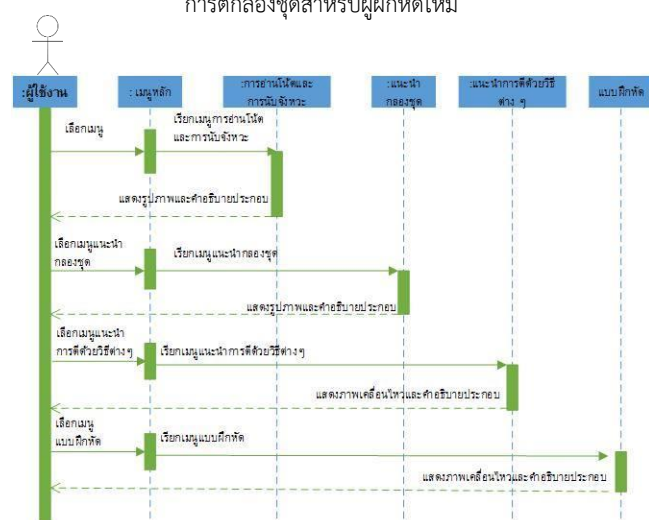 การตีกลองชุดสำหรับผู้ฝึกหัดใหม่
:ผู้ใช้งาน
: เมนูหลัก
:การอ่านโน้ตและ
การนับจังหวะ
:แนะนำ
กลองชุด
:แนะนำการตีด้วยวิธี
ต่าง ๆ
แบบฝึกหัด
เลือกเมนู
เรียกเมนูการอ่านโน้ต
และการนับจังหวะ
แสดงรูปภาพและคำอธิบายประกอบ
เลือกเมนูแนะนำ
กลองชุด
เรียกเมนูแนะนำกลองชุด
แสดงรูปภาพและคำอธิบายประกอบ
เลือกเมนูแนะนำ
การตีด้วยวิธีต่างๆ
เรียกเมนูแนะนำการตีด้วยวิธีต่างๆ
แสดงภาพเคลื่อนไหวและคำอธิบายประกอบ
เลือกเมนู
แบบฝึกหัด
เรียกเมนูแบบฝึกหัด
แสดงภาพเคลื่อนไหวและคำอธิบายประกอบ